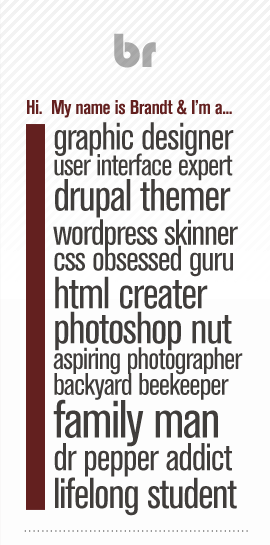 br
Hi. My name is Brandt & I'm a...
graphic designer
user interface expert
drupal themer
wordpress skinner
css obsessed guru
html creater
photoshop nut
aspiring photographer
backyard beekeeper
family man
dr pepper addict
lifelong student